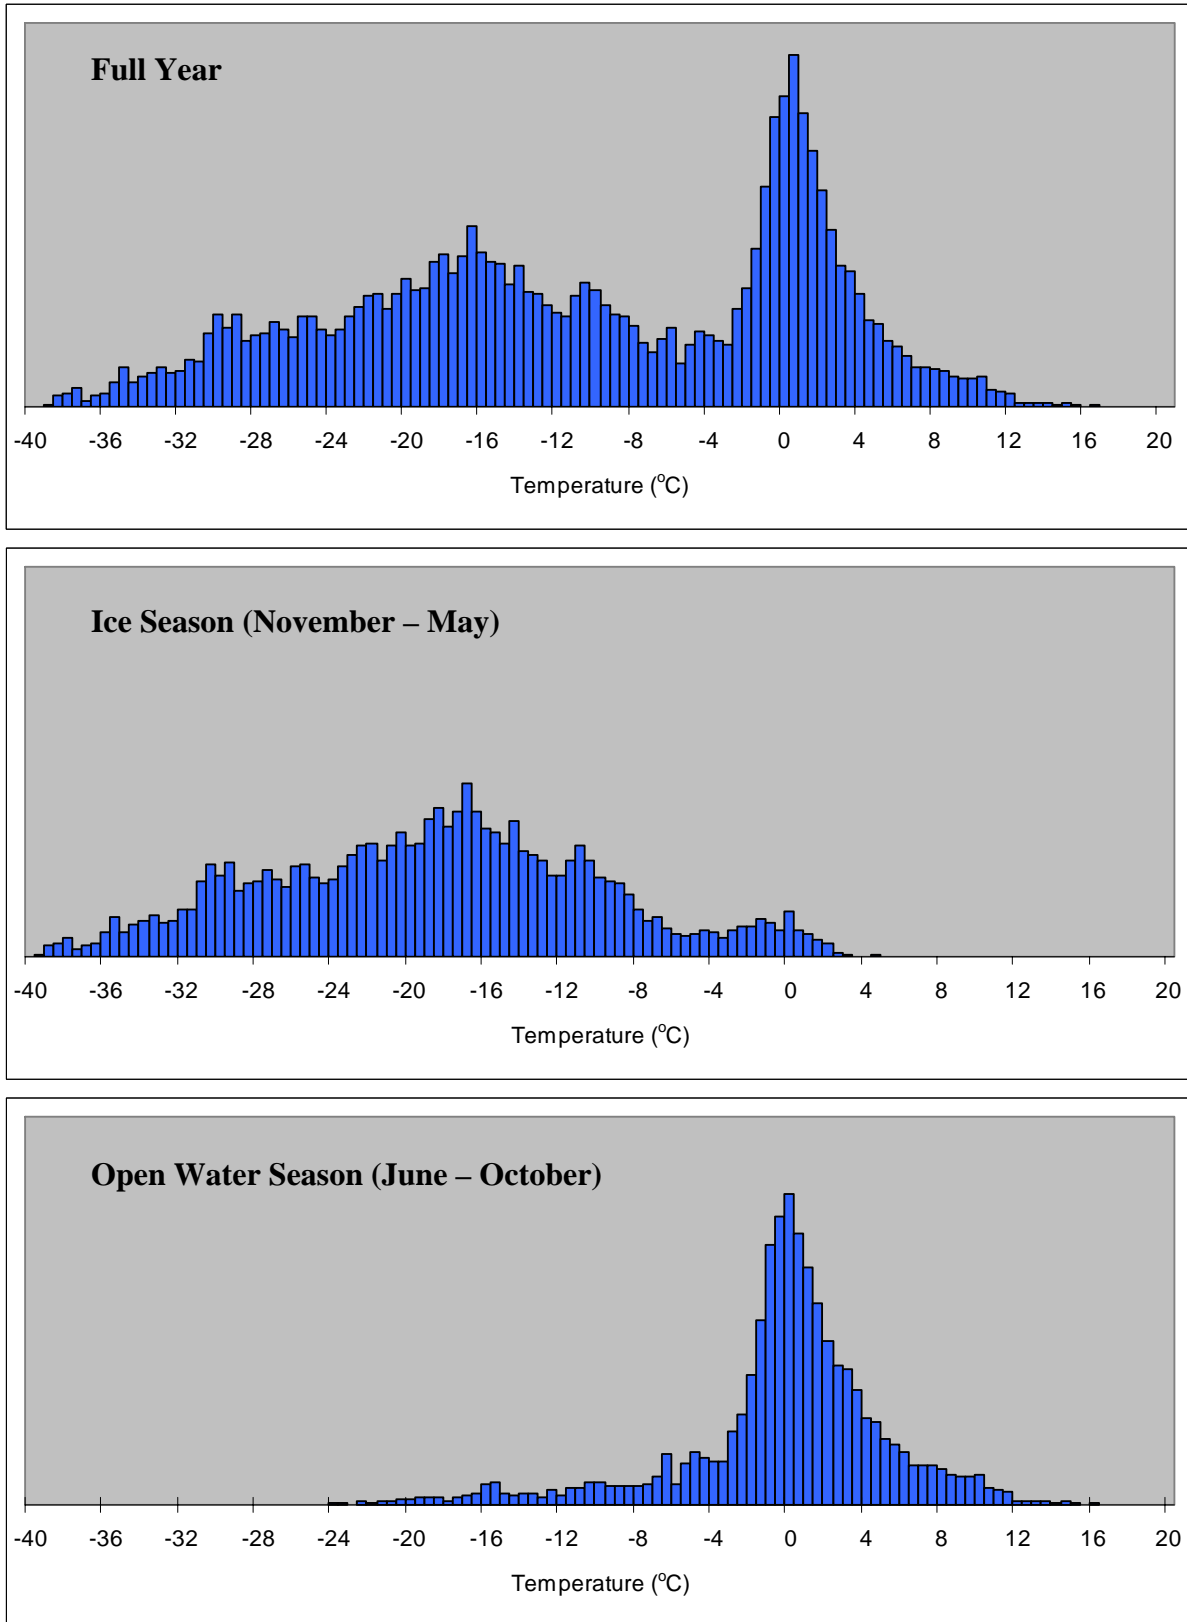 Full Year
-40 -36 -32 -28 -24 -20 -16 -12 -8 -4 0 4 8 12 16 20
Temperature (°C)
Ice Season (November – May)
-40 -36 -32 -28 -24 -20 -16 -12 -8 -4 0 4 8 12 16 20
Temperature (°C)
Open Water Season (June – October)
-40 -36 -32 -28 -24 -20 -16 -12 -8 -4 0 4 8 12 16 20
Temperature (°C)